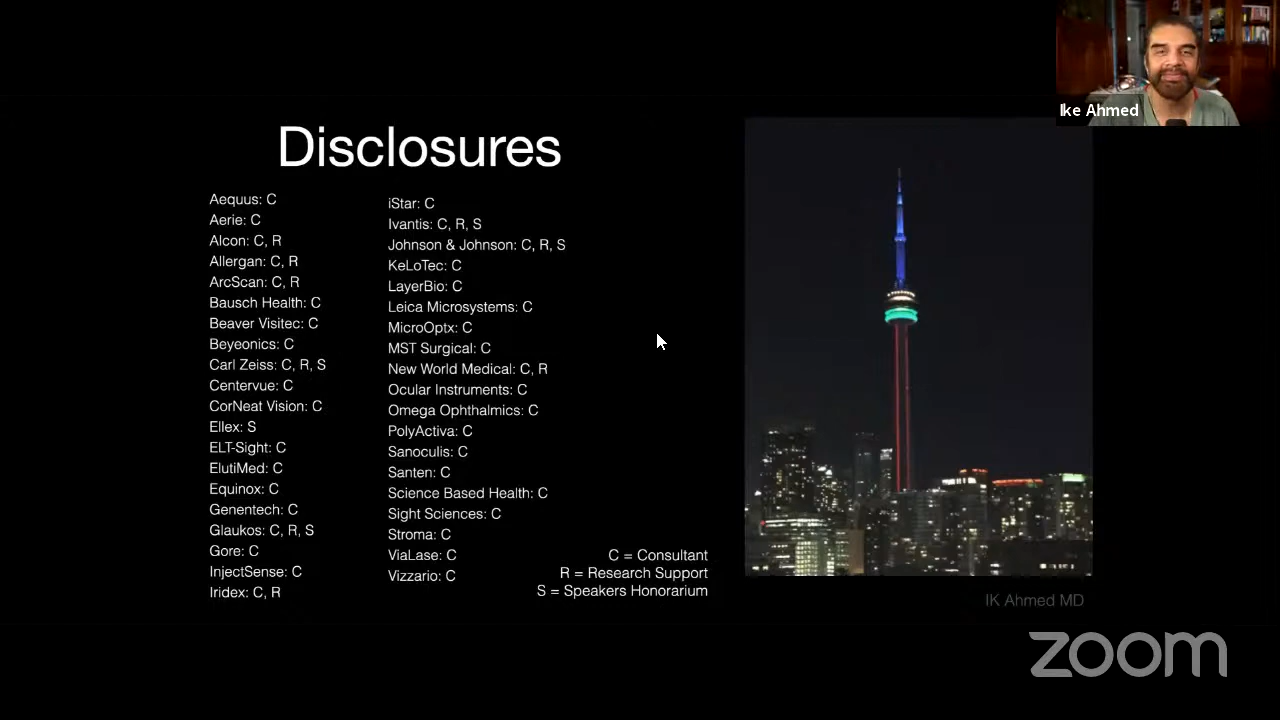 Ike Ahmed
Disclosures
Aequus: C
Aerie: C
Alcon: C, R
Allergan: C, R
ArcScan: C, R
Bausch Health: C
Beaver Visitec: C
Beyeonics: C
Carl Zeiss: C, R, S
Centervue: C
CorNeat Vision: C
Ellex: S
ELT-Sight: C
ElutiMed: C
Equinox: C
Genentech: C
Glaukos: C, R, S
Gore: C
InjectSense: C
Iridex: C, R
iStar: C
Ivantis: C, R, S
Johnson & Johnson: C, R, S
KeLoTec: C
LayerBio: C
Leica Microsystems: C
MicroOptx: C
MST Surgical: C
New World Medical: C, R
Ocular Instruments: C
Omega Ophthalmics: C
PolyActiva: C
Sanoculis: C
Santen: C
Science Based Health: C
Sight Sciences: C
Stroma: C
ViaLase: C
Vizzario: C
C = Consultant
R = Research Support
S = Speakers Honorarium
IK Ahmed MD
zoom